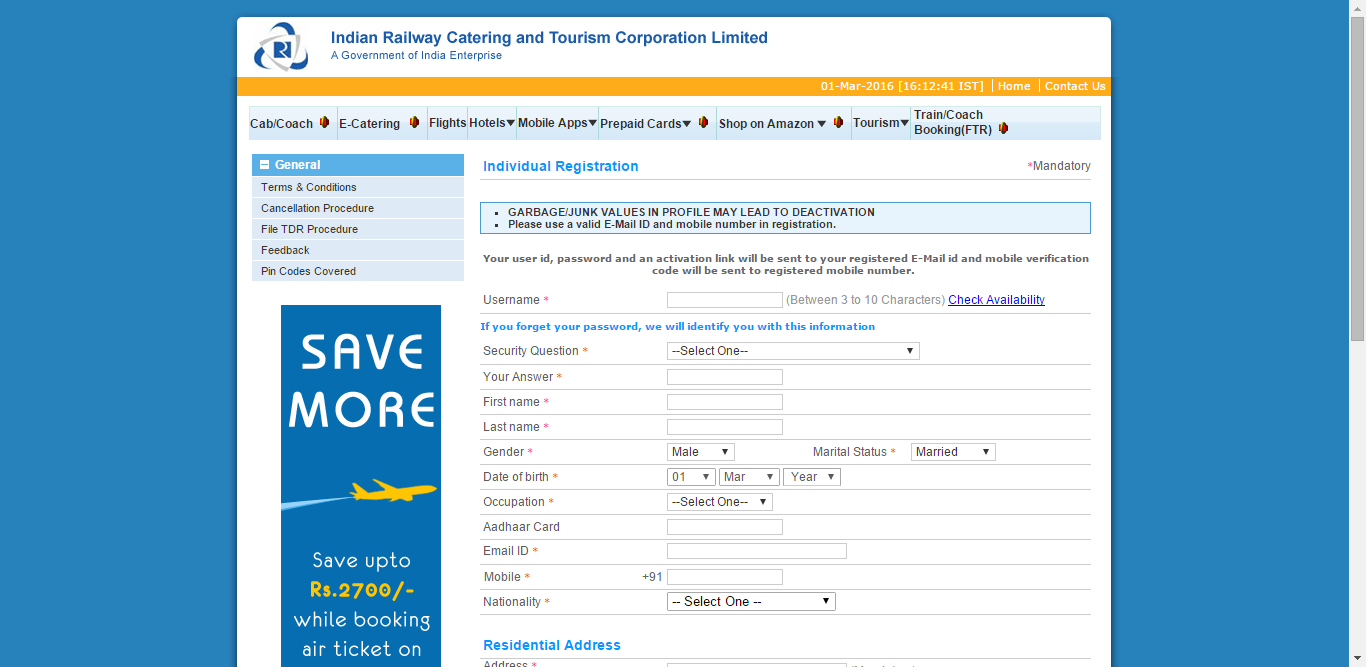 Indian Railway Catering and Tourism Corporation Limited
A Government of India Enterprise
01-Mar-2016 [16:12:41 IST] Home Contact Us
Cab/Coach E-Catering Flights Hotels Mobile Apps Prepaid Cards Shop on Amazon Tourism Train/Coach Booking(FTR)
General
Terms & Conditions
Cancellation Procedure
File TDR Procedure
Feedback
Pin Codes Covered
SAVE
MORE
Save upto
Rs.2700/-
while booking
air ticket on
Individual Registration *Mandatory
GARBAGE/JUNK VALUES IN PROFILE MAY LEAD TO DEACTIVATION
Please use a valid E-Mail ID and mobile number in registration.
Your user id, password and an activation link will be sent to your registered E-Mail id and mobile verification
code will be sent to registered mobile number.
Username * (Between 3 to 10 Characters) Check Availability
If you forget your password, we will identify you with this information
Security Question * --Select One--
Your Answer *
First name *
Last name *
Gender * Male Marital Status * Married
Date of birth * 01 Mar Year
Occupation * --Select One--
Aadhaar Card
Email ID *
Mobile * +91
Nationality * -- Select One --
Residential Address
Address *